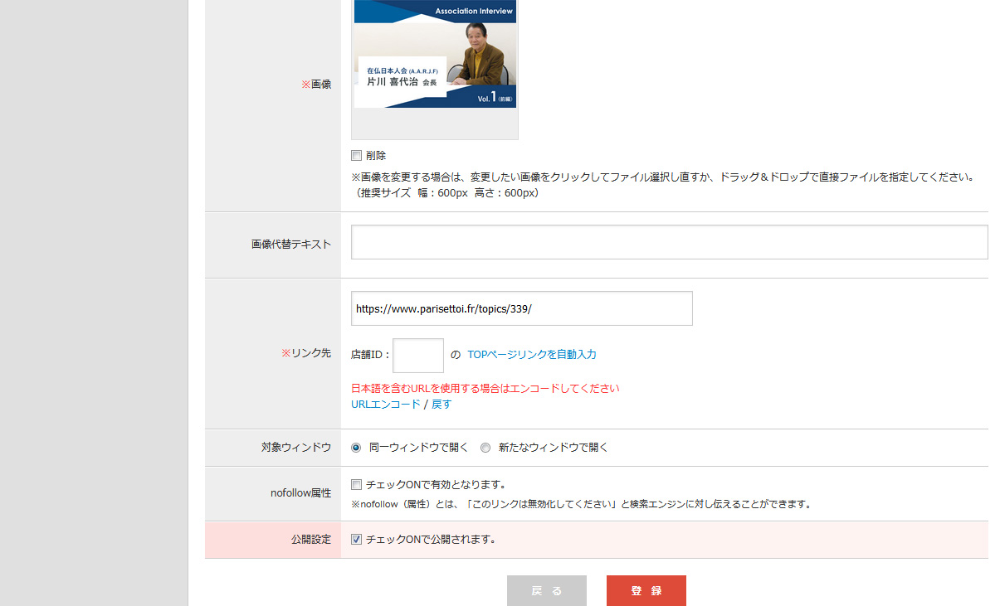 Association Interview
在仏日本人会 (A.A.R.J.F)
片川 喜代治 会長
Vol.1(前編)
※画像
削除
※画像を変更する場合は、変更したい画像をクリックしてファイル選択し直すか、ドラッグ＆ドロップで直接ファイルを指定してください。
（推奨サイズ 幅：600px 高さ：600px）
画像代替テキスト
https://www.parisettoi.fr/topics/339/
※リンク先
店舗ID： の TOPページリンクを自動入力
日本語を含むURLを使用する場合はエンコードしてください
URLエンコード / 戻す
対象ウィンドウ 同一ウィンドウで開く 新たなウィンドウで開く
nofollow属性 チェックONで有効となります。
※nofollow（属性）とは、「このリンクは無効化してください」と検索エンジンに対し伝えることができます。
公開設定 チェックONで公開されます。
戻 る 登 録